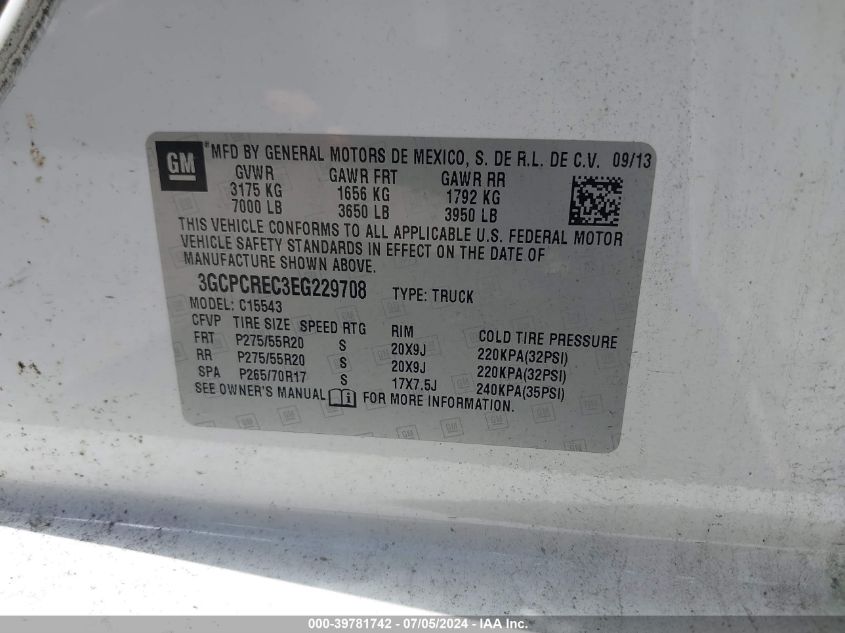 GM ®MFD BY GENERAL MOTORS DE MEXICO, S. DE R.L. DE C.V. 09/13
GVWR GAWR FRT GAWR RR
3175 KG 1656 KG 1792 KG
7000 LB 3650 LB 3950 LB
THIS VEHICLE CONFORMS TO ALL APPLICABLE U.S. FEDERAL MOTOR
VEHICLE SAFETY STANDARDS IN EFFECT ON THE DATE OF
MANUFACTURE SHOWN ABOVE.
3GCPCREC3EG229708 TYPE: TRUCK
MODEL: C15543
CFVP TIRE SIZE SPEED RTG RIM COLD TIRE PRESSURE
FRT P275/55R20 S 20X9J 220KPA(32PSI)
RR P275/55R20 S 20X9J 220KPA(32PSI)
SPA P265/70R17 S 17X7.5J 240KPA(35PSI)
SEE OWNER'S MANUAL FOR MORE INFORMATION.
000-39781742 - 07/05/2024 - IAAI.com